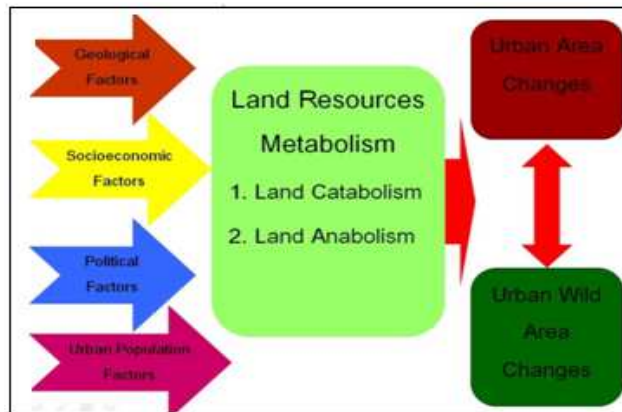 Geological
Factors
Socioeconomic
Factors
Political
Factors
Urban Population
Factors
Land Resources
Metabolism
1. Land Catabolism
2. Land Anabolism
Urban Area
Changes
Urban Wild
Area
Changes